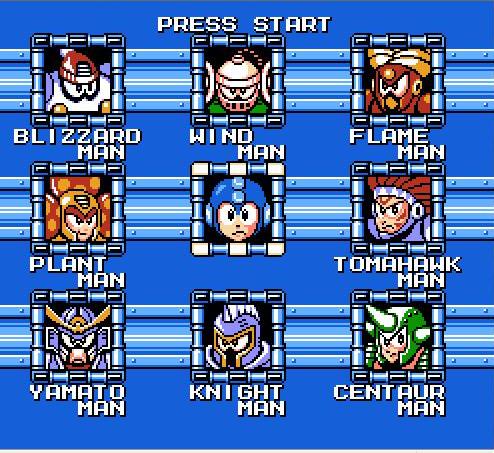 PRESS START
BLIZZARD MAN
WIND MAN
FLAME MAN
PLANT MAN
TOMAHAWK MAN
YAMATO MAN
KNIGHT MAN
CENTAUR MAN